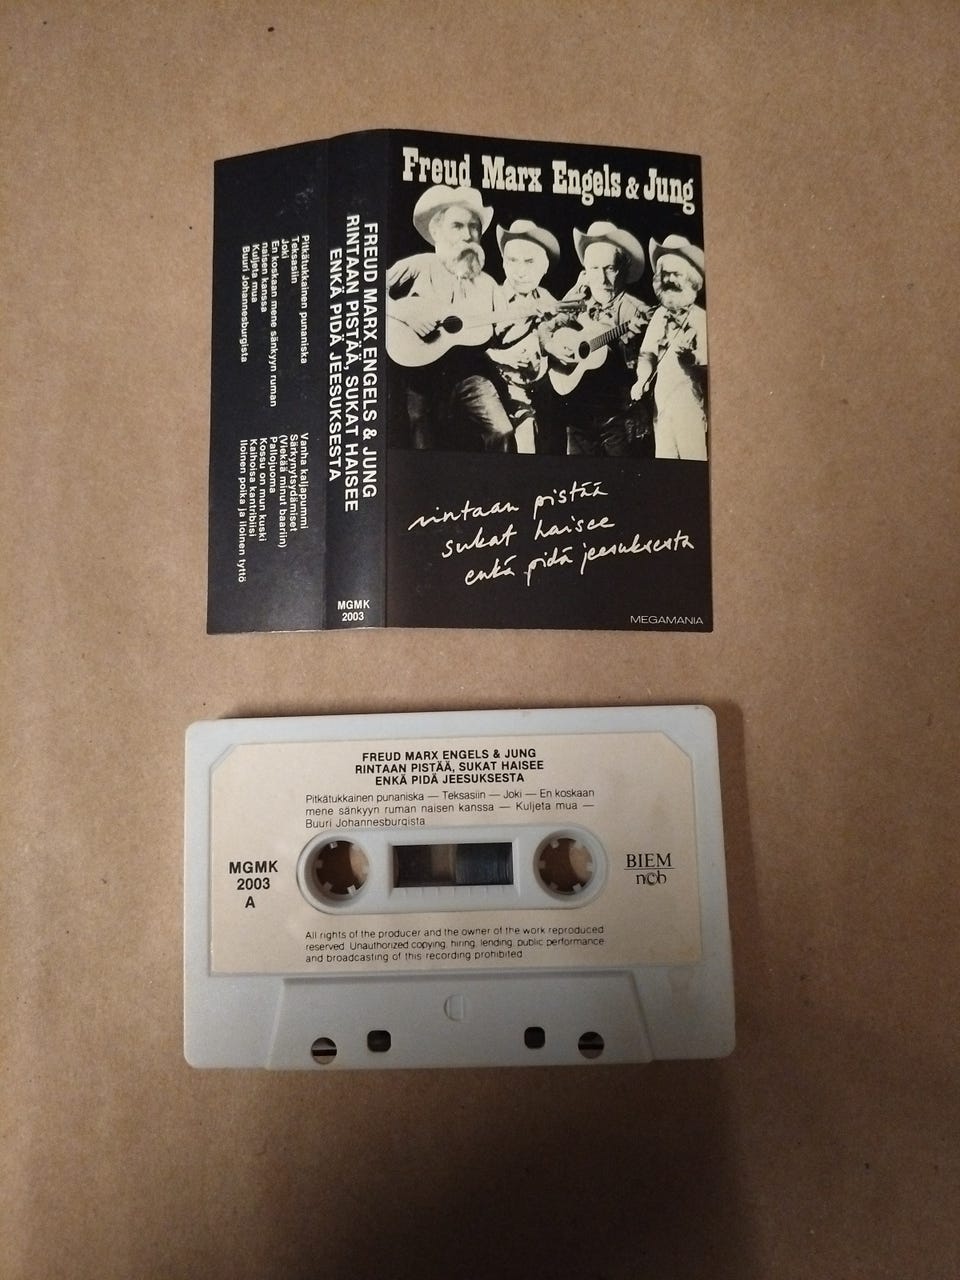 Freud Marx Engels & Jung
rintaan pistää
sukat haisee
enkä pidä jeesuksesta
MEGAMANIA
FREUD MARX ENGELS & JUNG
RINTAAN PISTÄÄ, SUKAT HAISEE
ENKÄ PIDÄ JEESUKSESTA
MGMK
2003
Pitkätukkainen punaniska
Teksasiin
Joki
En koskaan mene sänkyyn ruman
naisen kanssa
Kuljeta mua
Buuri Johannesburgista
Vanha kaljapummi
Särkynytsydämiset
(Viekää minut baariin)
Pallojuoma
Kossu on mun kuski
Kaihoisa kantribiisi
Iloinen poika ja iloinen tyttö
FREUD MARX ENGELS & JUNG
RINTAAN PISTÄÄ, SUKAT HAISEE
ENKÄ PIDÄ JEESUKSESTA
Pitkätukkainen punaniska — Teksasiin — Joki — En koskaan
mene sänkyyn ruman naisen kanssa — Kuljeta mua —
Buuri Johannesburgista
MGMK
2003
A
BIEM
ncb
All rights of the producer and the owner of the work reproduced
reserved. Unauthorized copying, hiring, lending, public performance
and broadcasting of this recording prohibited